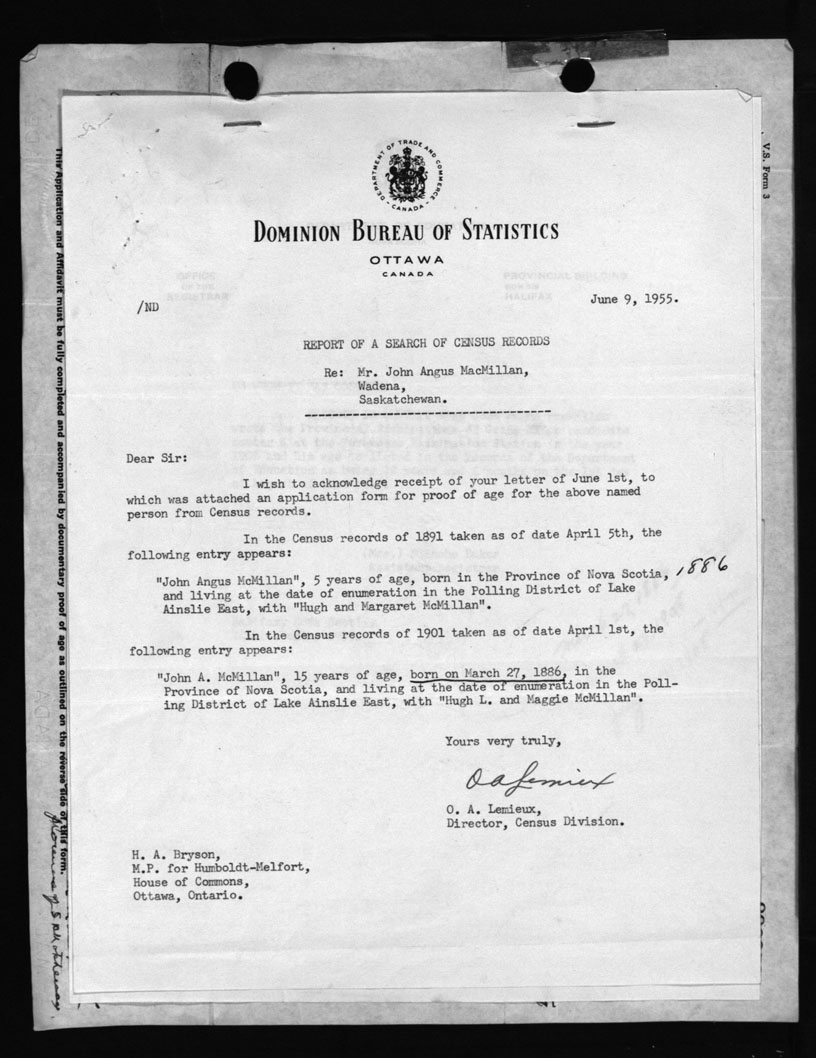 DEPARTMENT OF TRADE AND COMMERCE
- CANADA -
DOMINION BUREAU OF STATISTICS
OTTAWA
CANADA
V.S. Form 3
OFFICE
OF THE
REGISTRAR
PROVINCIAL BUILDING
HALIFAX
/ND
June 9, 1955.
REPORT OF A SEARCH OF CENSUS RECORDS
Re: Mr. John Angus MacMillan,
Wadena,
Saskatchewan.
Dear Sir:
I wish to acknowledge receipt of your letter of June 1st, to
which was attached an application form for proof of age for the above named
person from Census records.
In the Census records of 1891 taken as of date April 5th, the
following entry appears:
"John Angus McMillan", 5 years of age, born in the Province of Nova Scotia, 1886
and living at the date of enumeration in the Polling District of Lake
Ainslie East, with "Hugh and Margaret McMillan".
In the Census records of 1901 taken as of date April 1st, the
following entry appears:
"John A. McMillan", 15 years of age, born on March 27, 1886, in the
Province of Nova Scotia, and living at the date of enumeration in the Poll-
ing District of Lake Ainslie East, with "Hugh L. and Maggie McMillan".
Yours very truly,
O A Lemieux
O. A. Lemieux,
Director, Census Division.
H. A. Bryson,
M.P. for Humboldt-Melfort,
House of Commons,
Ottawa, Ontario.
This Application and Affidavit must be fully completed and accompanied by documentary proof of age as outlined on the reverse side of this form.